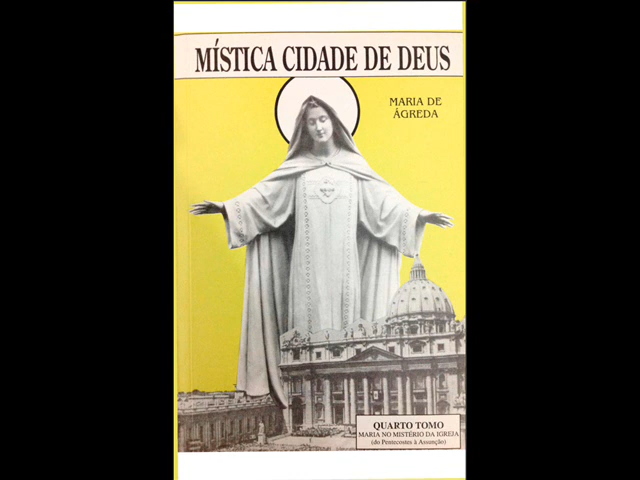 MÍSTICA CIDADE DE DEUS
MARIA DE
ÁGREDA
QUARTO TOMO
MARIA NO MISTÉRIO DA IGREJA
(do Pentecostes à Assunção)